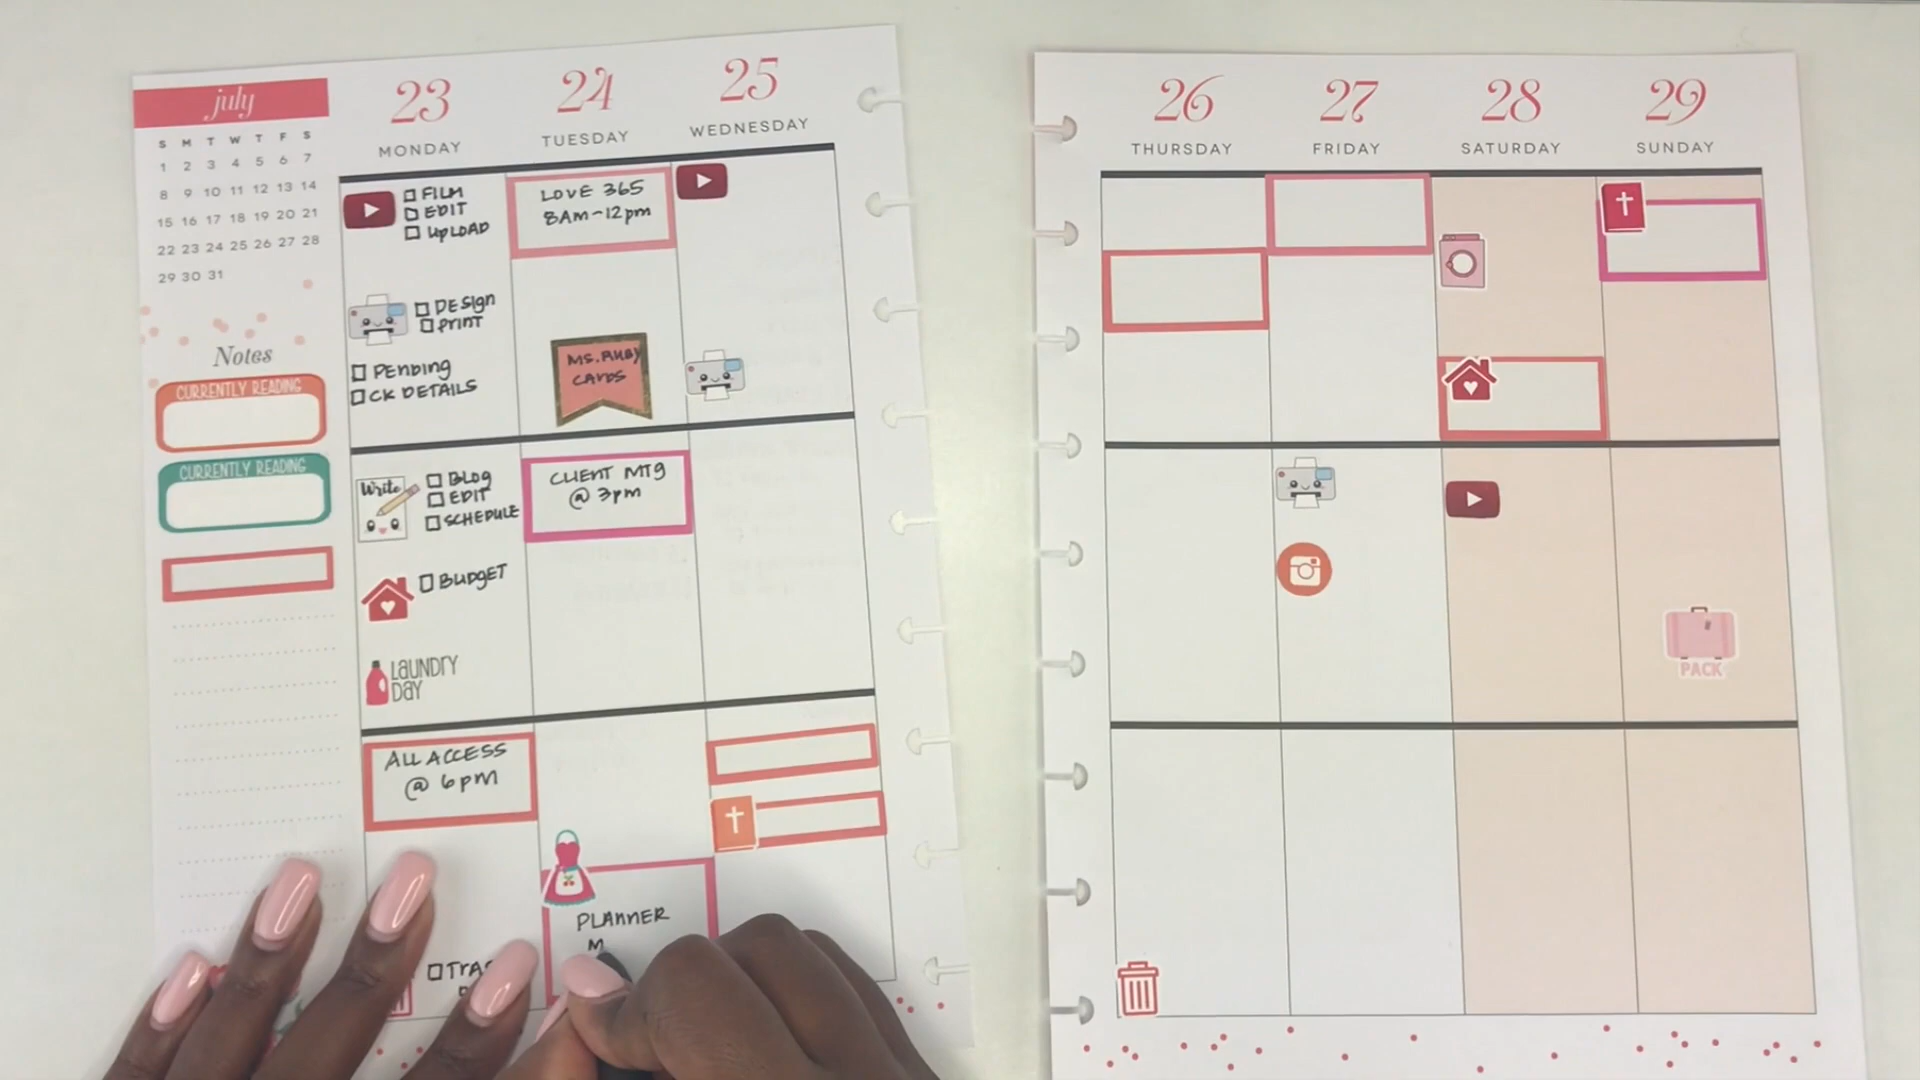 july
S M T W T F S
1 2 3 4 5 6 7
8 9 10 11 12 13 14
15 16 17 18 19 20 21
22 23 24 25 26 27 28
29 30 31
Notes
CURRENTLY READING
CURRENTLY READING
23
MONDAY
FILM
EDIT
UPLOAD
DESIGN
PRINT
PENDING
CK DETAILS
Write
BLOG
EDIT
SCHEDULE
BUDGET
LAUNDRY
DAY
ALL ACCESS
@ 6pm
24
TUESDAY
LOVE 365
8AM-12pm
MS. RUBY
CARDS
CLIENT MTG
@ 3pm
PLANNER
M
25
WEDNESDAY
26
THURSDAY
27
FRIDAY
28
SATURDAY
29
SUNDAY
PACK